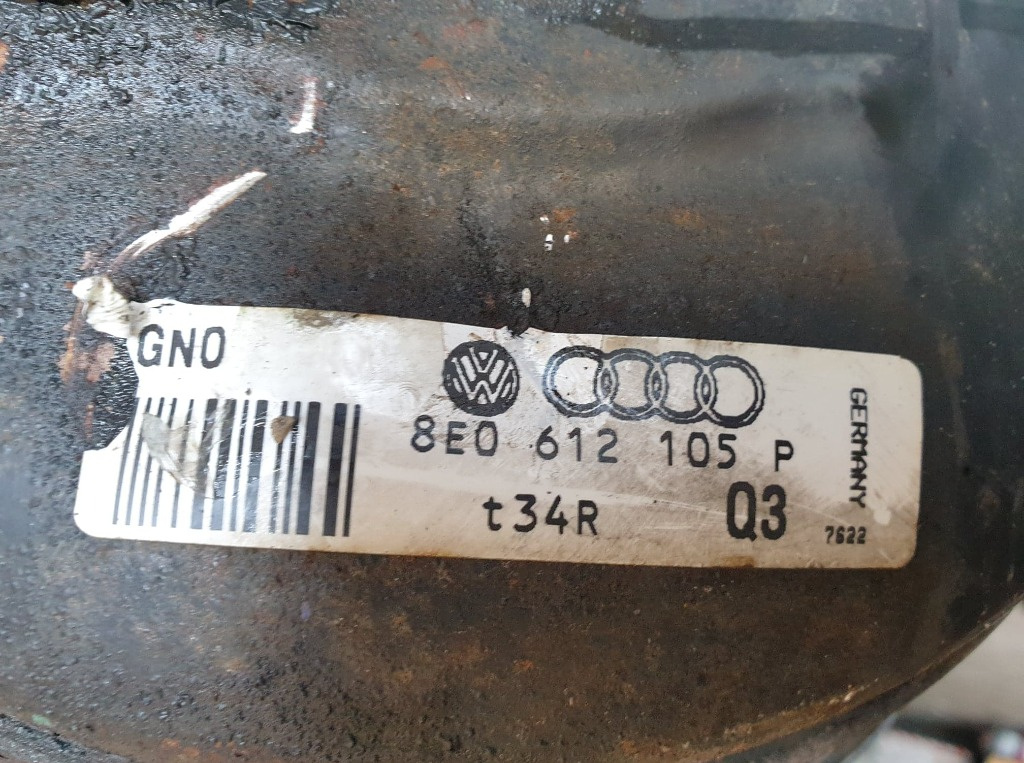 GNO
8E0 612 105 P
t34R Q3
GERMANY
7622